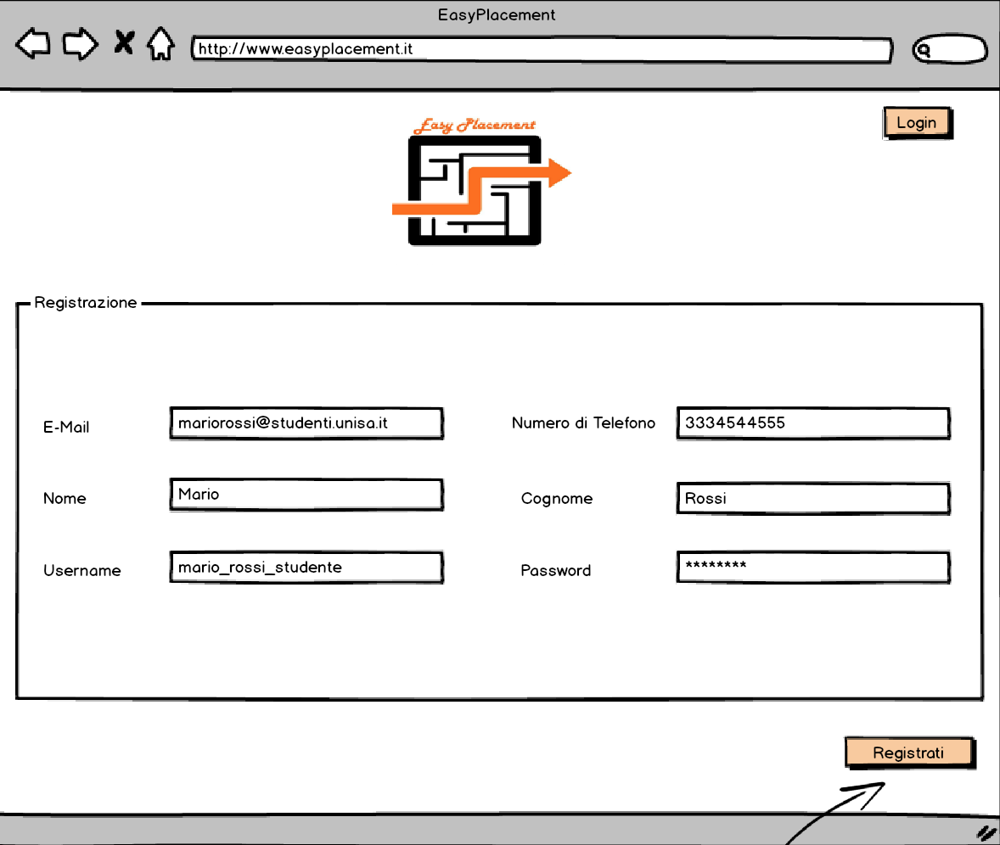 EasyPlacement
http://www.easyplacement.it
Login
Easy Placement
Registrazione
E-Mail
mariorossi@studenti.unisa.it
Numero di Telefono
3334544555
Nome
Mario
Cognome
Rossi
Username
mario_rossi_studente
Password
********
Registrati